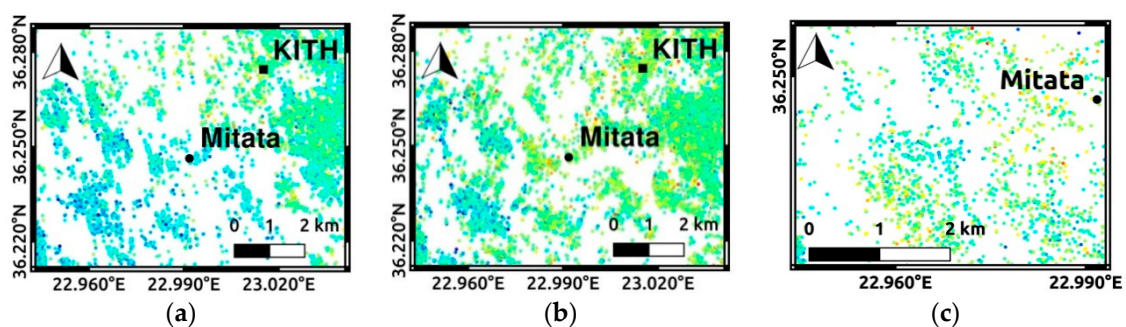 36.280°N
36.250°N
36.220°N
KITH
Mitata
0 1 2 km
22.960°E 22.990°E 23.020°E
(a)
36.280°N
36.250°N
36.220°N
KITH
Mitata
0 1 2 km
22.960°E 22.990°E 23.020°E
(b)
36.250°N
Mitata
0 1 2 km
22.960°E 22.990°E
(c)